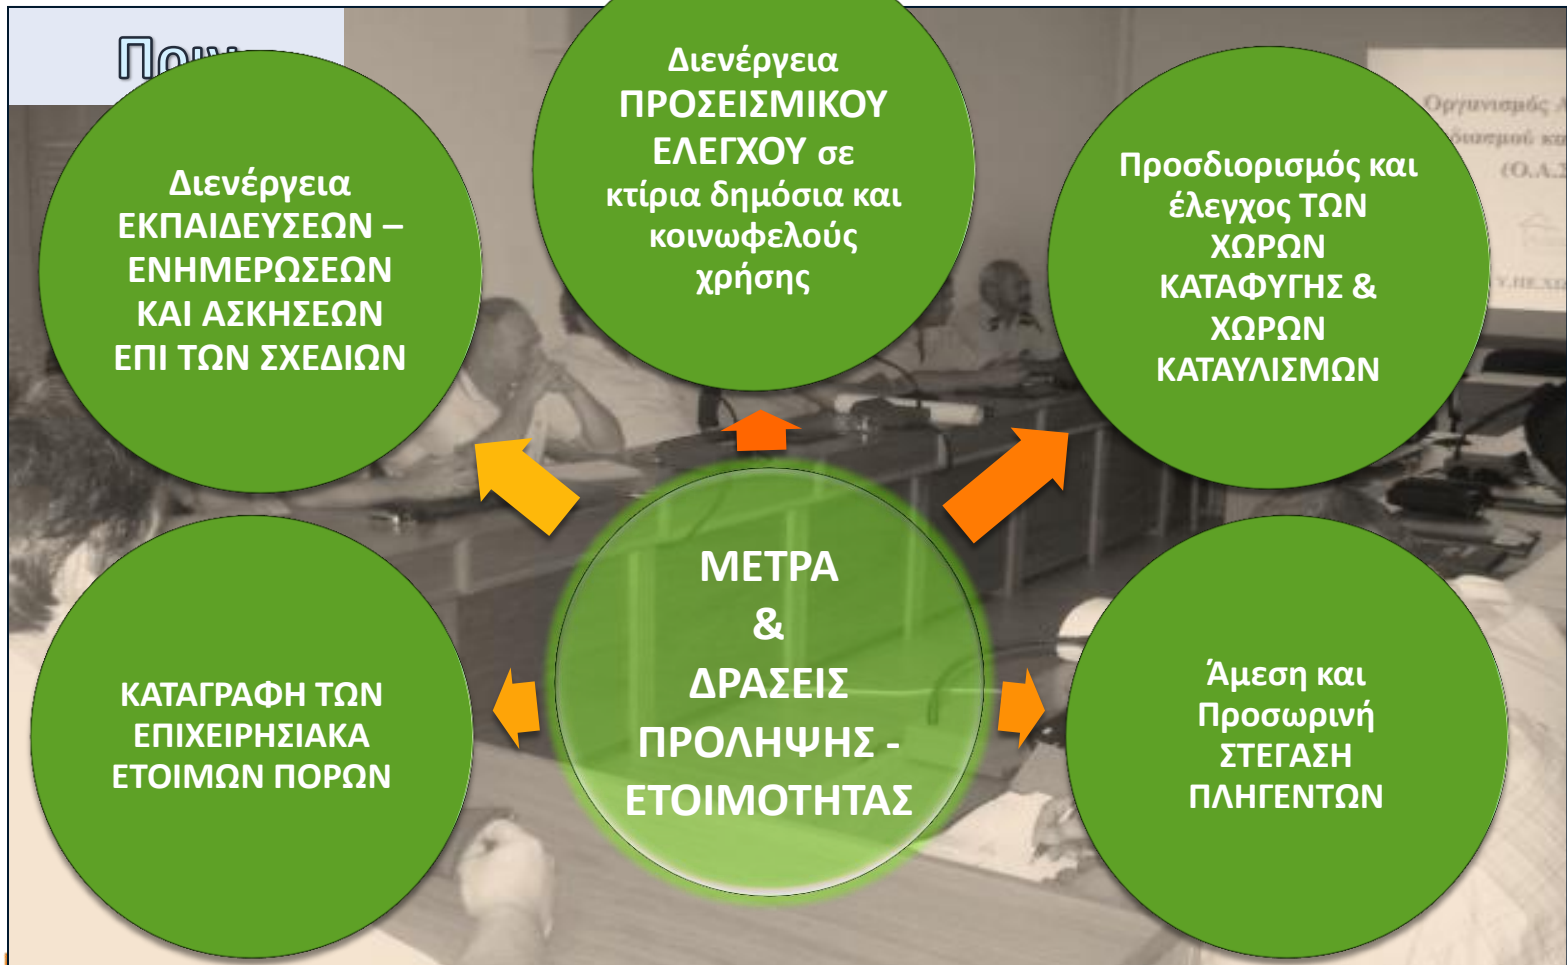 Διενέργεια
ΕΚΠΑΙΔΕΥΣΕΩΝ –
ΕΝΗΜΕΡΩΣΕΩΝ
ΚΑΙ ΑΣΚΗΣΕΩΝ
ΕΠΙ ΤΩΝ ΣΧΕΔΙΩΝ
Διενέργεια
ΠΡΟΣΕΙΣΜΙΚΟΥ
ΕΛΕΓΧΟΥ σε
κτίρια δημόσια και
κοινωφελούς
χρήσης
Προσδιορισμός και
έλεγχος ΤΩΝ
ΧΩΡΩΝ
ΚΑΤΑΦΥΓΗΣ &
ΧΩΡΩΝ
ΚΑΤΑΥΛΙΣΜΩΝ
Οργανισμός
ΚΑΤΑΓΡΑΦΗ ΤΩΝ
ΕΠΙΧΕΙΡΗΣΙΑΚΑ
ΕΤΟΙΜΩΝ ΠΟΡΩΝ
ΜΕΤΡΑ
&
ΔΡΑΣΕΙΣ
ΠΡΟΛΗΨΗΣ -
ΕΤΟΙΜΟΤΗΤΑΣ
Άμεση και
Προσωρινή
ΣΤΕΓΑΣΗ
ΠΛΗΓΕΝΤΩΝ